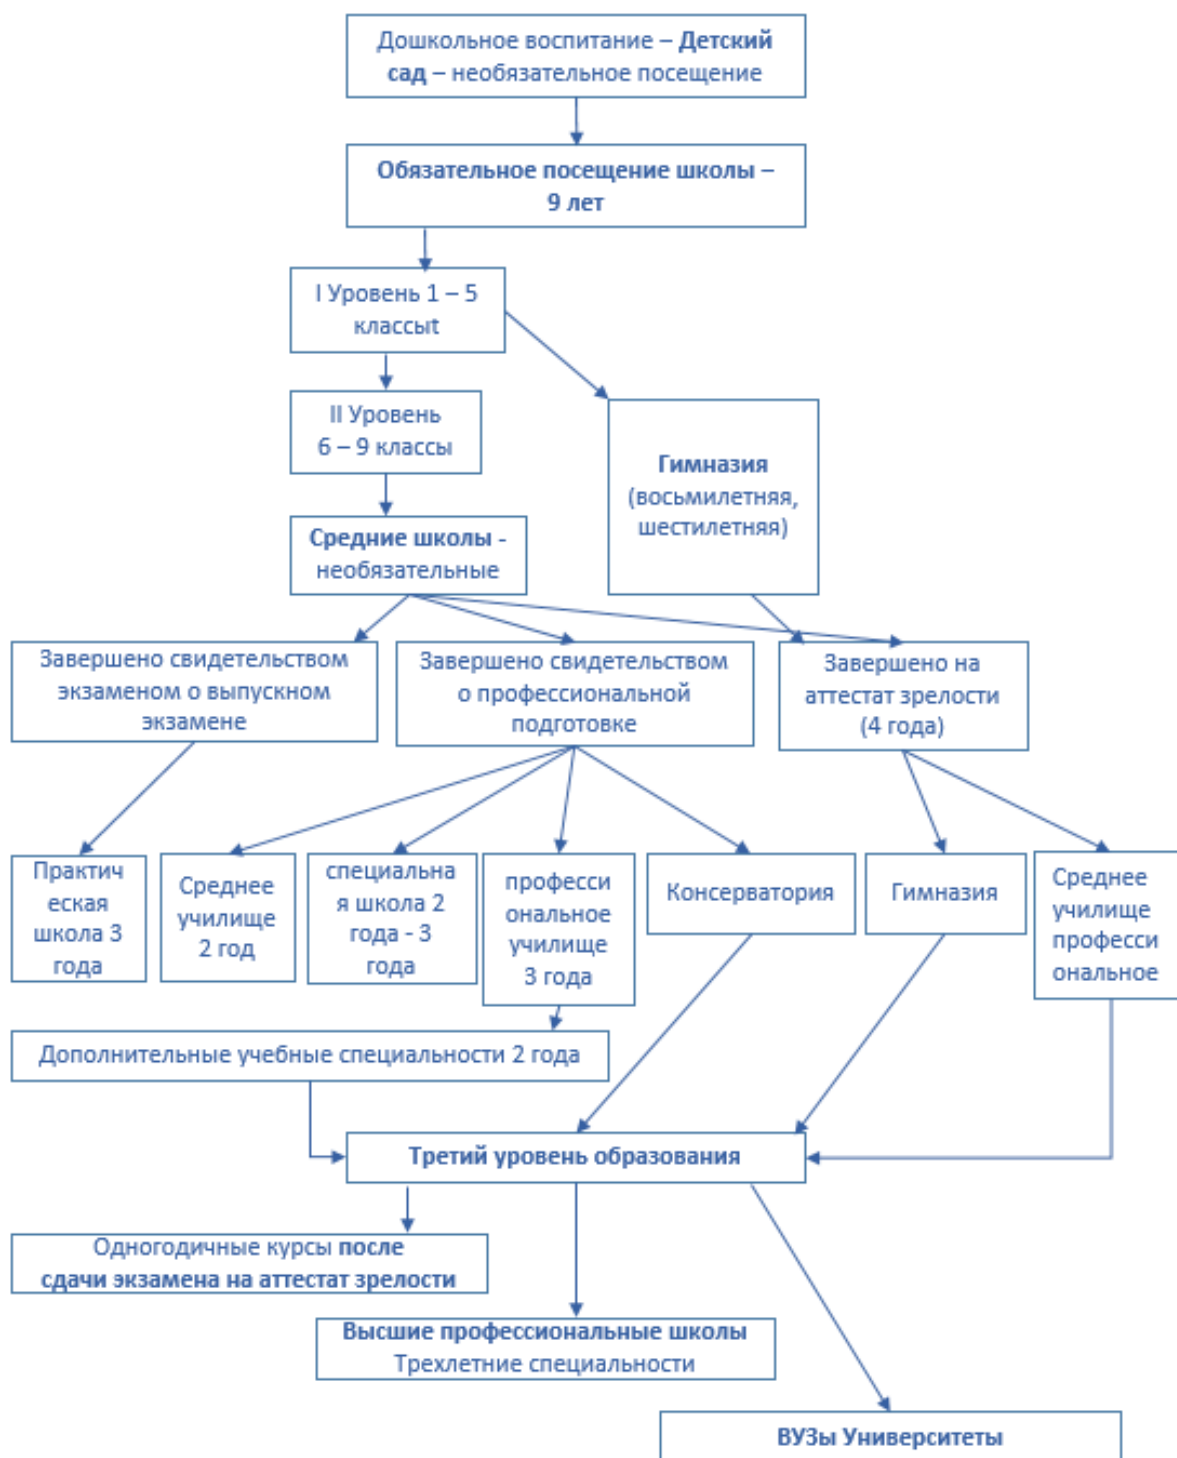 Дошкольное воспитание – Детский
сад – необязательное посещение
Обязательное посещение школы –
9 лет
I Уровень 1 – 5
классыt
II Уровень
6 – 9 классы
Гимназия
(восьмилетняя,
шестилетняя)
Средние школы -
необязательные
Завершено свидетельством
экзаменом о выпускном
экзамене
Завершено свидетельством
о профессиональной
подготовке
Завершено на
аттестат зрелости
(4 года)
Практич
еская
школа 3
года
Среднее
училище
2 год
специальна
я школа 2
года - 3
года
професси
ональное
училище
3 года
Консерватория
Гимназия
Среднее
училище
професси
ональное
Дополнительные учебные специальности 2 года
Третий уровень образования
Одногодичные курсы после
сдачи экзамена на аттестат зрелости
Высшие профессиональные школы
Трехлетние специальности
ВУЗы Университеты